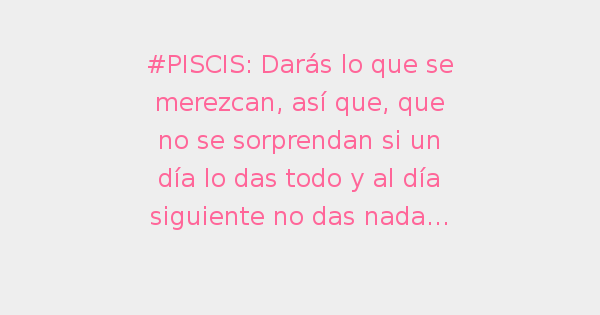 #PISCIS: Darás lo que se
merezcan, así que, que
no se sorprendan si un
día lo das todo y al día
siguiente no das nada...